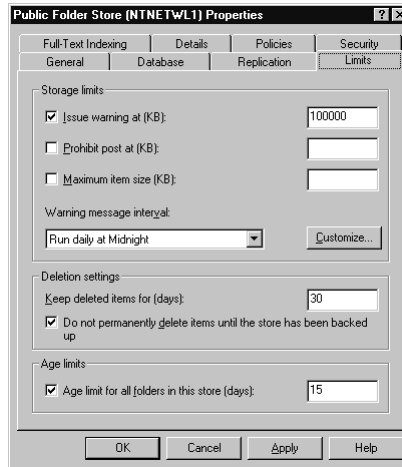 Public Folder Store (NTNETWL1) Properties
Full-Text Indexing Details Policies Security
General Database Replication Limits
Storage limits
Issue warning at (KB): 100000
Prohibit post at (KB):
Maximum item size (KB):
Warning message interval:
Run daily at Midnight Customize...
Deletion settings
Keep deleted items for (days): 30
Do not permanently delete items until the store has been backed
up
Age limits
Age limit for all folders in this store (days): 15
OK Cancel Apply Help